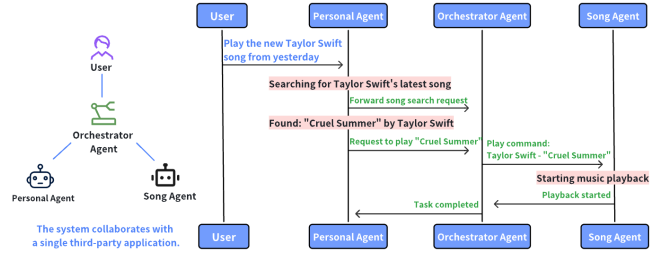 User
Orchestrator
Agent
Personal Agent
Song Agent
The system collaborates with
a single third-party application.
User
Personal Agent
Orchestrator Agent
Song Agent
Play the new Taylor Swift
song from yesterday
Searching for Taylor Swift's latest song
Forward song search request
Found: "Cruel Summer" by Taylor Swift
Request to play "Cruel Summer"
Play command:
Taylor Swift - "Cruel Summer"
Starting music playback
Playback started
Task completed
User
Personal Agent
Orchestrator Agent
Song Agent